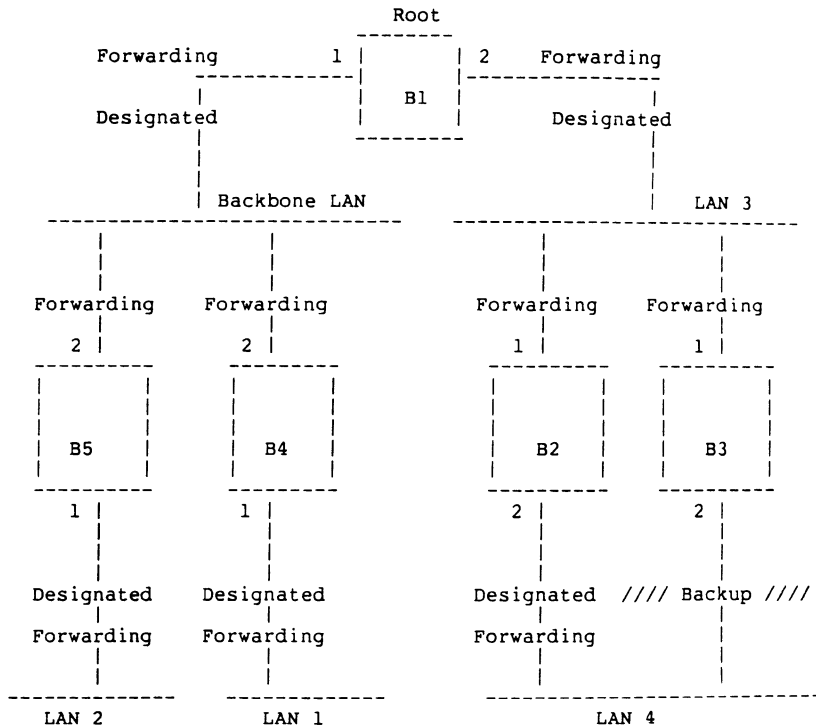 Root
Forwarding 1 2 Forwarding
B1
Designated Designated
Backbone LAN LAN 3
Forwarding Forwarding Forwarding Forwarding
2 2 1 1
B5 B4 B2 B3
1 1 2 2
Designated Designated Designated //// Backup ////
Forwarding Forwarding Forwarding
LAN 2 LAN 1 LAN 4